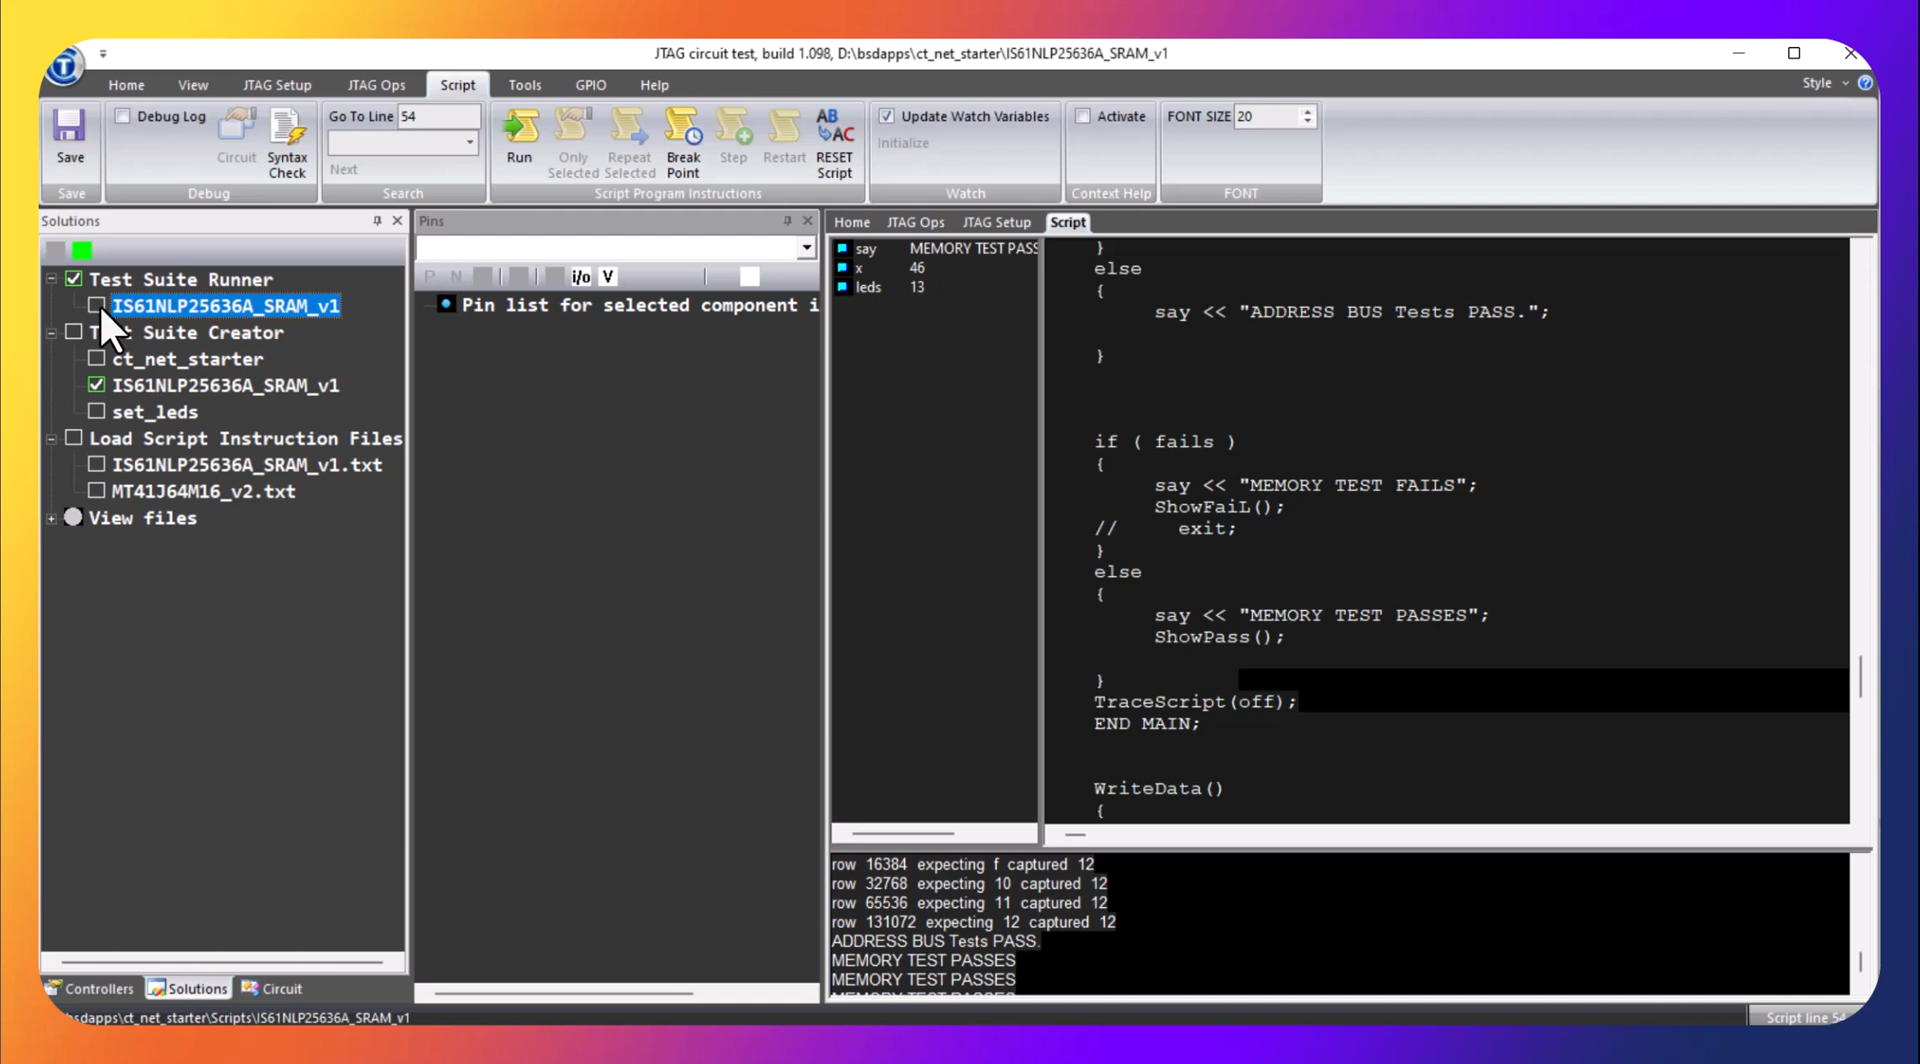 JTAG circuit test, build 1.098, D:\bsdapps\ct_net_starter\IS61NLP25636A_SRAM_v1
Home View JTAG Setup JTAG Ops Script Tools GPIO Help
Style
Save
Debug Log
Circuit
Syntax Check
Go To Line 54
Next
Run
Only Selected
Repeat Selected
Break Point
Step
Restart
RESET Script
Update Watch Variables
Initialize
Activate
FONT SIZE 20
Save Debug Search Script Program Instructions Watch Context Help FONT
Solutions
Test Suite Runner
IS61NLP25636A_SRAM_v1
Suite Creator
ct_net_starter
IS61NLP25636A_SRAM_v1
set_leds
Load Script Instruction Files
IS61NLP25636A_SRAM_v1.txt
MT41J64M16_v2.txt
View files
Controllers Solutions Circuit
Pins
P N i/o V
Pin list for selected component i
Home JTAG Ops JTAG Setup Script
say MEMORY TEST PASS
x 46
leds 13
}
else
{
say << "ADDRESS BUS Tests PASS.";
}
if ( fails )
{
say << "MEMORY TEST FAILS";
ShowFaiL();
// exit;
}
else
{
say << "MEMORY TEST PASSES";
ShowPass();
}
TraceScript(off);
END MAIN;
WriteData()
{
row 16384 expecting f captured 12
row 32768 expecting 10 captured 12
row 65536 expecting 11 captured 12
row 131072 expecting 12 captured 12
ADDRESS BUS Tests PASS.
MEMORY TEST PASSES
MEMORY TEST PASSES
MEMORY TEST PASSES
bsdapps\ct_net_starter\Scripts\IS61NLP25636A_SRAM_v1
Script line 54